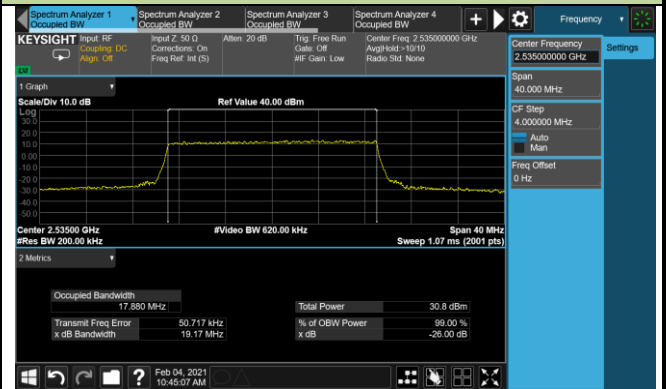 Spectrum Analyzer 1
Occupied BW
Spectrum Analyzer 2
Occupied BW
Spectrum Analyzer 3
Occupied BW
Spectrum Analyzer 4
Occupied BW
Frequency
KEYSIGHT
Input: RF
Coupling: DC
Align: Off
Input Z: 50 Ω
Corrections: On
Freq Ref: Int (S)
Atten: 20 dB
Trig: Free Run
Gate: Off
#IF Gain: Low
Center Freq: 2.535000000 GHz
Avg|Hold:>10/10
Radio Std: None
Center Frequency
2.535000000 GHz
Settings
Span
40.000 MHz
CF Step
4.000000 MHz
Auto
Man
Freq Offset
0 Hz
1 Graph
Scale/Div 10.0 dB
Ref Value 40.00 dBm
Log
30.0
20.0
10.0
0.00
-10.0
-20.0
-30.0
-40.0
-50.0
Center 2.53500 GHz
#Video BW 620.00 kHz
Span 40 MHz
#Res BW 200.00 kHz
Sweep 1.07 ms (2001 pts)
2 Metrics
Occupied Bandwidth
17.880 MHz
Total Power
30.8 dBm
Transmit Freq Error
50.717 kHz
% of OBW Power
99.00 %
x dB Bandwidth
19.17 MHz
x dB
-26.00 dB
?
Feb 04, 2021
10:45:07 AM